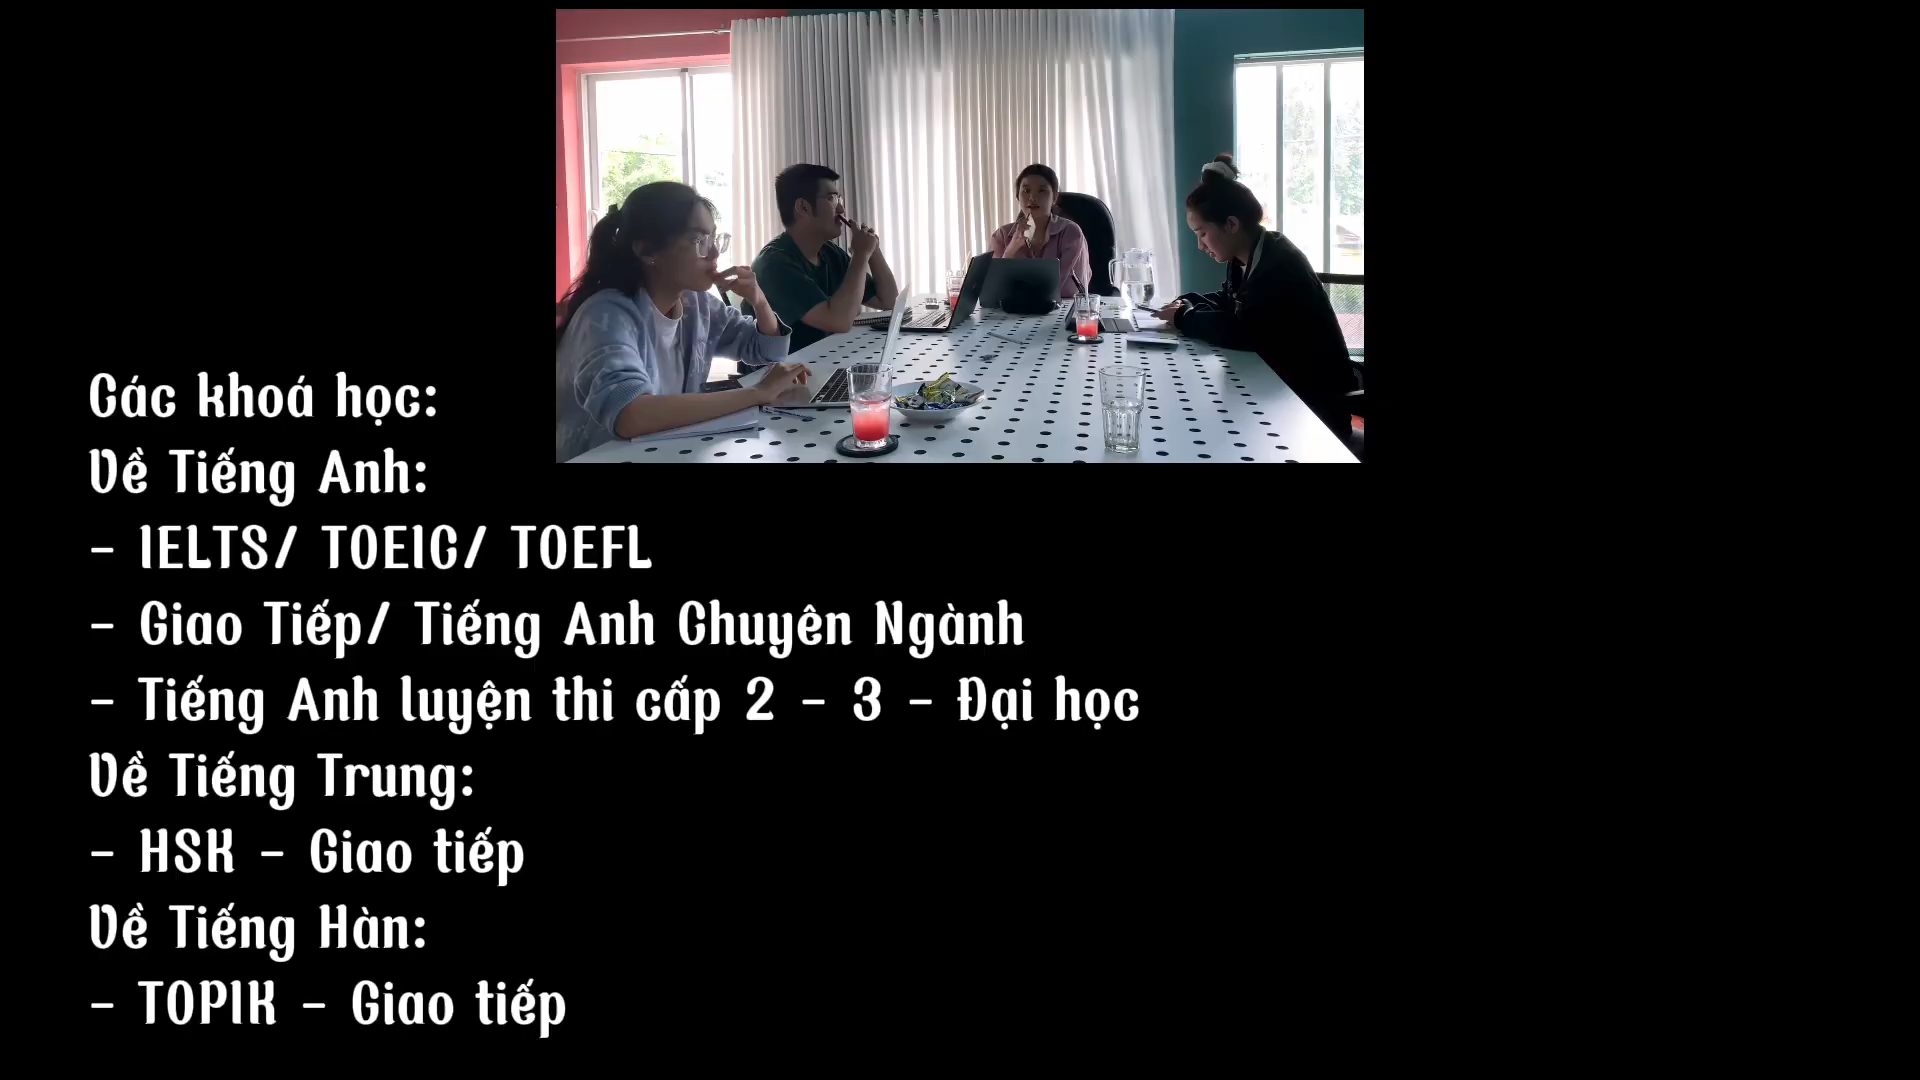 Các khoá học:
Về Tiếng Anh:
- IELTS/ TOEIC/ TOEFL
- Giao Tiếp/ Tiếng Anh Chuyên Ngành
- Tiếng Anh luyện thi cấp 2 - 3 - Đại học
Về Tiếng Trung:
- HSK - Giao tiếp
Về Tiếng Hàn:
- TOPIK - Giao tiếp